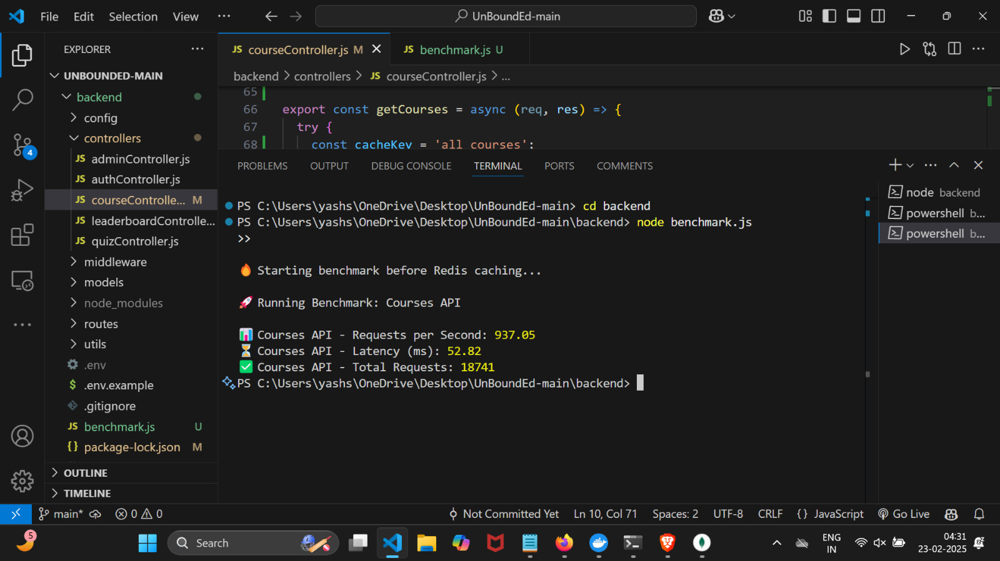 File Edit Selection View ···
UnBoundEd-main
EXPLORER ···
UNBOUNDED-MAIN
backend
config
controllers
JS adminController.js
JS authController.js
JS courseControlle... M
JS leaderboardControlle...
JS quizController.js
middleware
models
node_modules
routes
utils
.env
$ .env.example
.gitignore
JS benchmark.js U
{} package-lock.json M
OUTLINE
TIMELINE
4
JS courseController.js M
JS benchmark.js U
backend > controllers > JS courseController.js > ...
65
66 export const getCourses = async (req, res) => {
67 try {
68 const cacheKey = 'all_courses';
PROBLEMS OUTPUT DEBUG CONSOLE TERMINAL PORTS COMMENTS
PS C:\Users\yashs\OneDrive\Desktop\UnBoundEd-main> cd backend
PS C:\Users\yashs\OneDrive\Desktop\UnBoundEd-main\backend> node benchmark.js
>>
🔥 Starting benchmark before Redis caching...
🚀 Running Benchmark: Courses API
📊 Courses API - Requests per Second: 937.05
⏳ Courses API - Latency (ms): 52.82
✅ Courses API - Total Requests: 18741
PS C:\Users\yashs\OneDrive\Desktop\UnBoundEd-main\backend>
node backend
powershell b...
powershell b...
main* 0 0 Not Committed Yet Ln 10, Col 71 Spaces: 2 UTF-8 CRLF {} JavaScript Go Live
5
Search
ENG
IN
04:31
23-02-2025